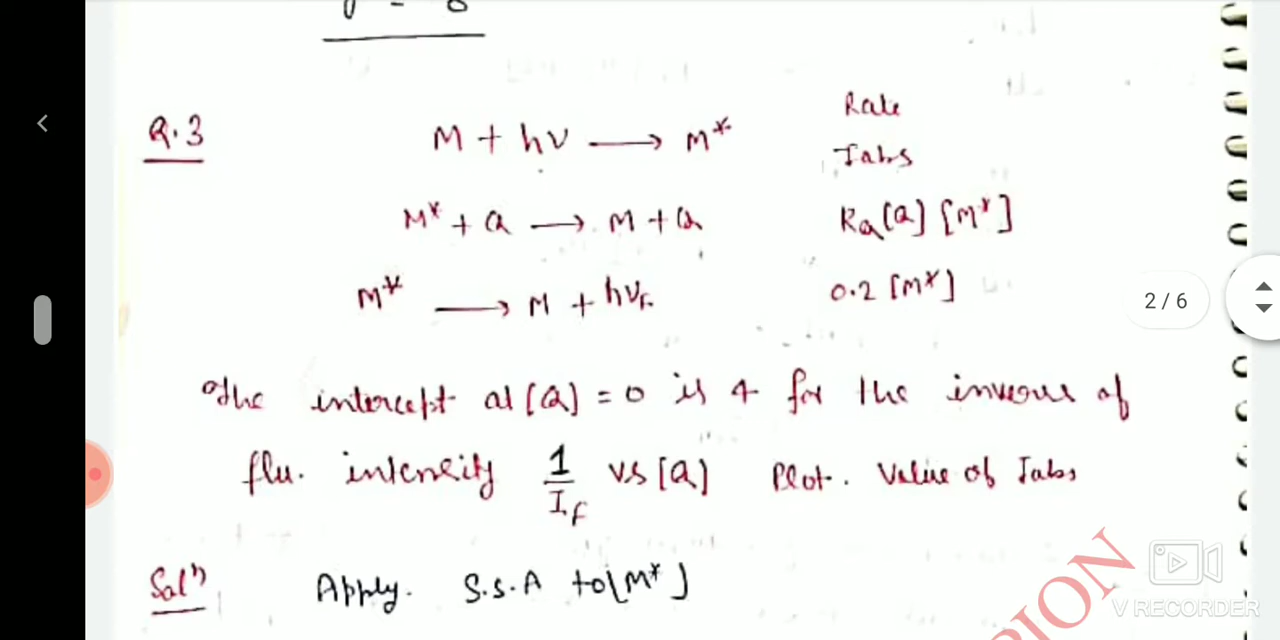 Q.3
Rate
M + hν ⟶ M* Iabs
M* + Q ⟶ M + Q KQ[Q] [M*]
M* ⟶ M + hνF. 0.2 [M*]
2 / 6
The intercept at [Q] = 0 is 4 for the inverse of
flu. intensity 1/If vs [Q] Plot. Value of Iabs
Solⁿ Apply. S.S.A to [M*]
V RECORDER